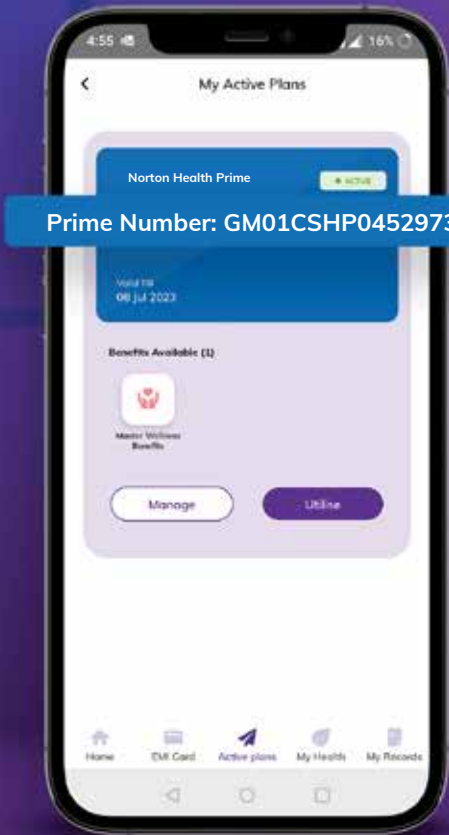 4:55
16%
My Active Plans
Norton Health Prime
ACTIVE
Prime Number: GM01CSHP0452973
Valid Till
08 Jul 2023
Benefits Available (1)
Master Wellness
Benefits
Manage
Utilise
Home
EMI Card
Active plans
My Health
My Records